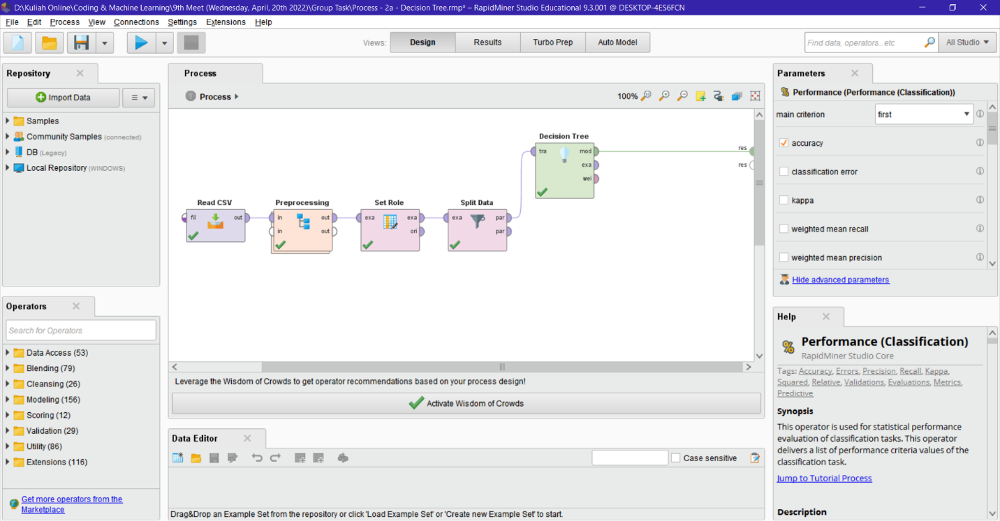 D:\Kuliah Online\Coding & Machine Learning\9th Meet (Wednesday, April, 20th 2022)\Group Task\Process - 2a - Decision Tree.rmp* – RapidMiner Studio Educational 9.3.001 @ DESKTOP-4ES6FCN
File Edit Process View Connections Settings Extensions Help
Views: Design Results Turbo Prep Auto Model
Find data, operators...etc
All Studio
Repository
Import Data
Samples
Community Samples (connected)
DB (Legacy)
Local Repository (WINDOWS)
Operators
Search for Operators
Data Access (53)
Blending (79)
Cleansing (26)
Modeling (156)
Scoring (12)
Validation (29)
Utility (86)
Extensions (116)
Get more operators from the
Marketplace
Process
Process
100%
Read CSV
fil out
Preprocessing
in out
in out
Set Role
exa exa
ori
Split Data
exa par
par
Decision Tree
tra mod
exa
wei
res
res
Leverage the Wisdom of Crowds to get operator recommendations based on your process design!
Activate Wisdom of Crowds
Data Editor
Case sensitive
Drag&Drop an Example Set from the repository or click 'Load Example Set' or 'Create new Example Set' to start.
Parameters
Performance (Performance (Classification))
main criterion first
accuracy
classification error
kappa
weighted mean recall
weighted mean precision
Hide advanced parameters
Help
Performance (Classification)
RapidMiner Studio Core
Tags: Accuracy, Errors, Precision, Recall, Kappa,
Squared, Relative, Validations, Evaluations, Metrics,
Predictive
Synopsis
This operator is used for statistical performance
evaluation of classification tasks. This operator
delivers a list of performance criteria values of the
classification task.
Jump to Tutorial Process
Description